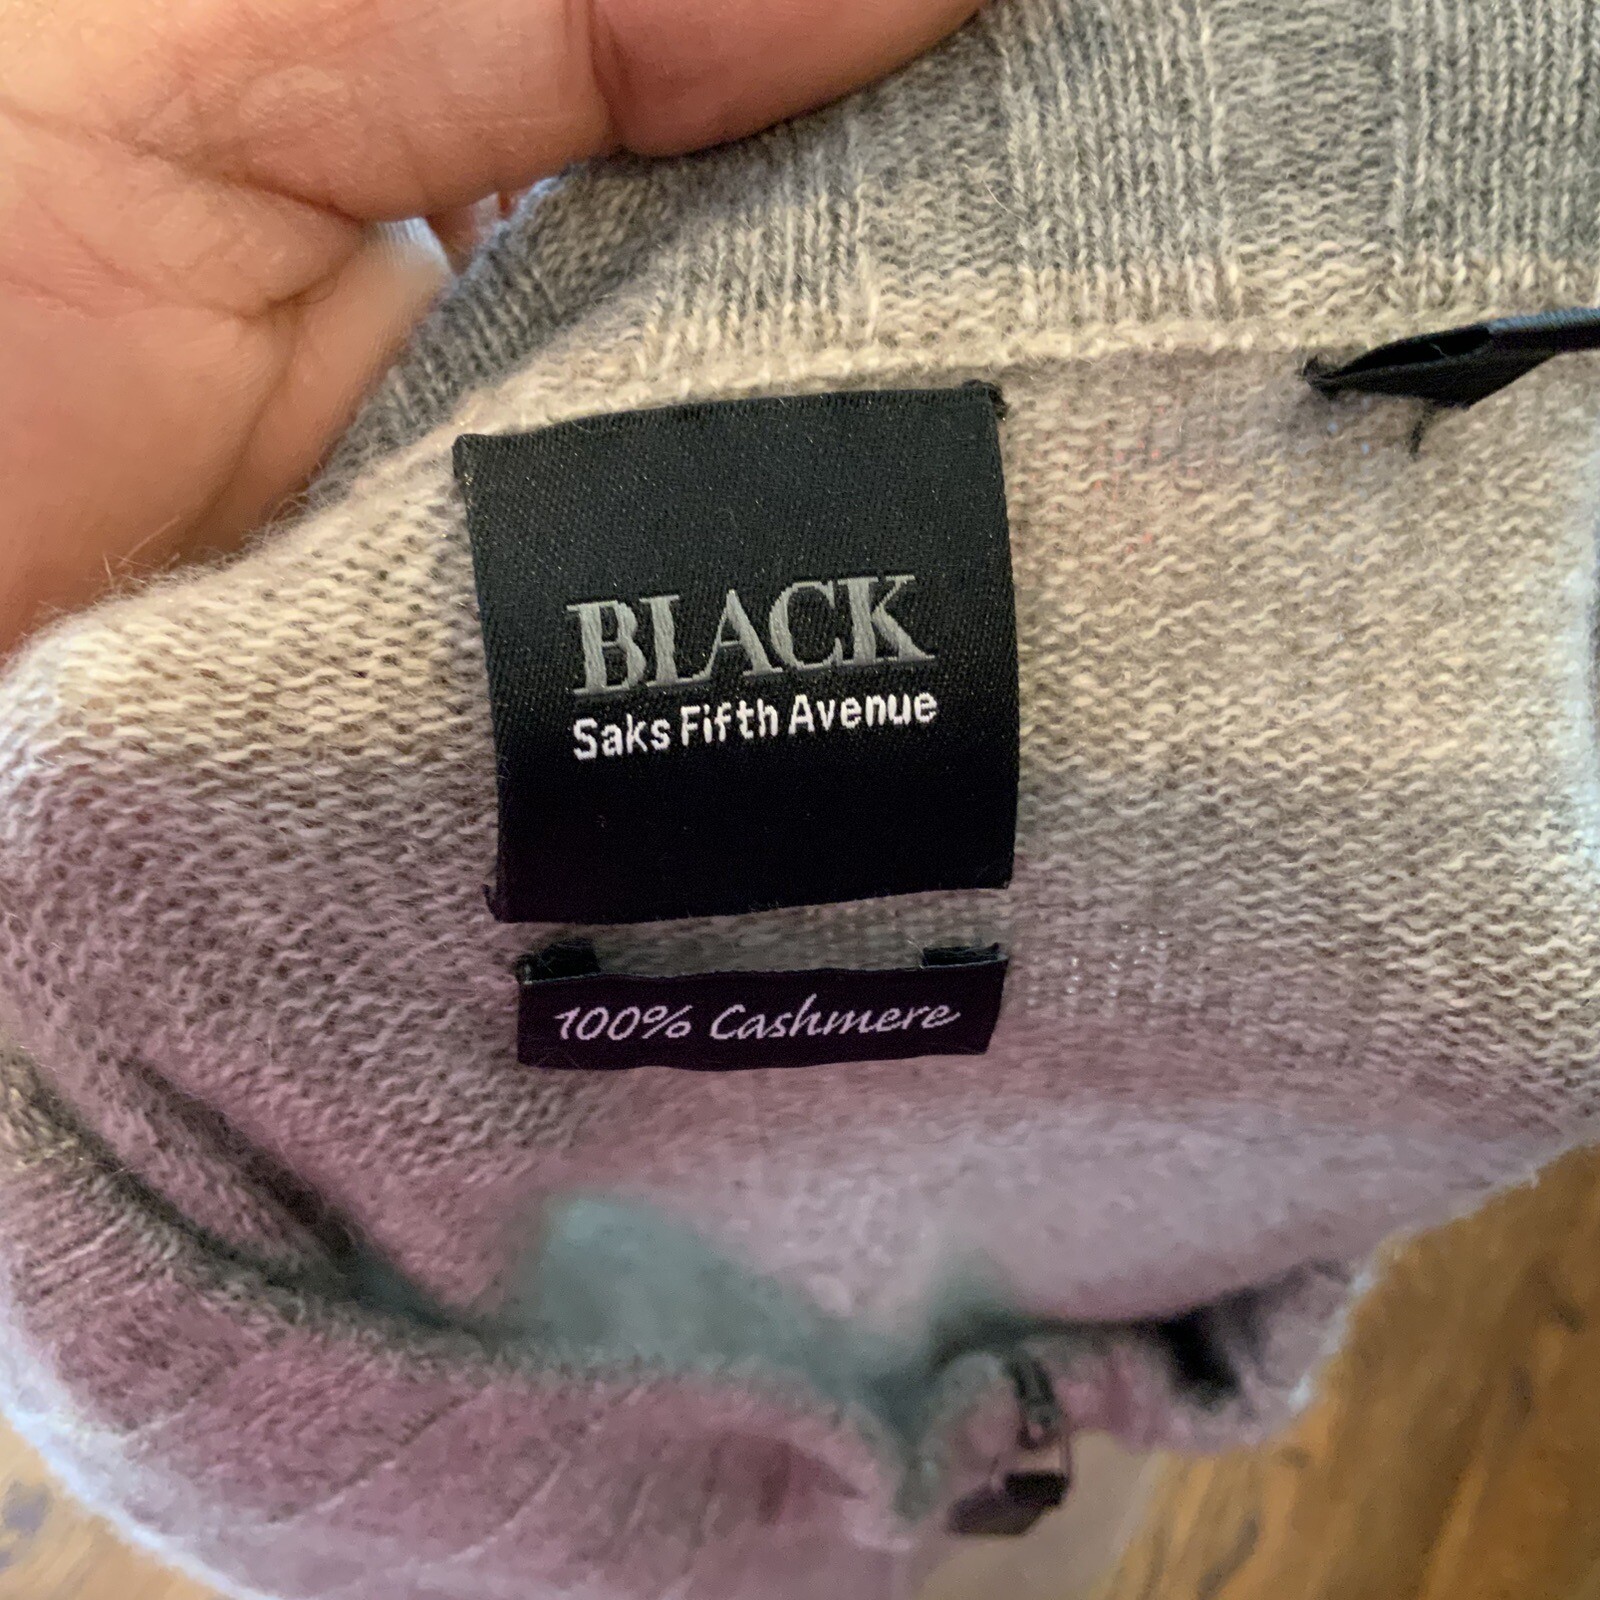 BLACK
Saks Fifth Avenue
100% Cashmere